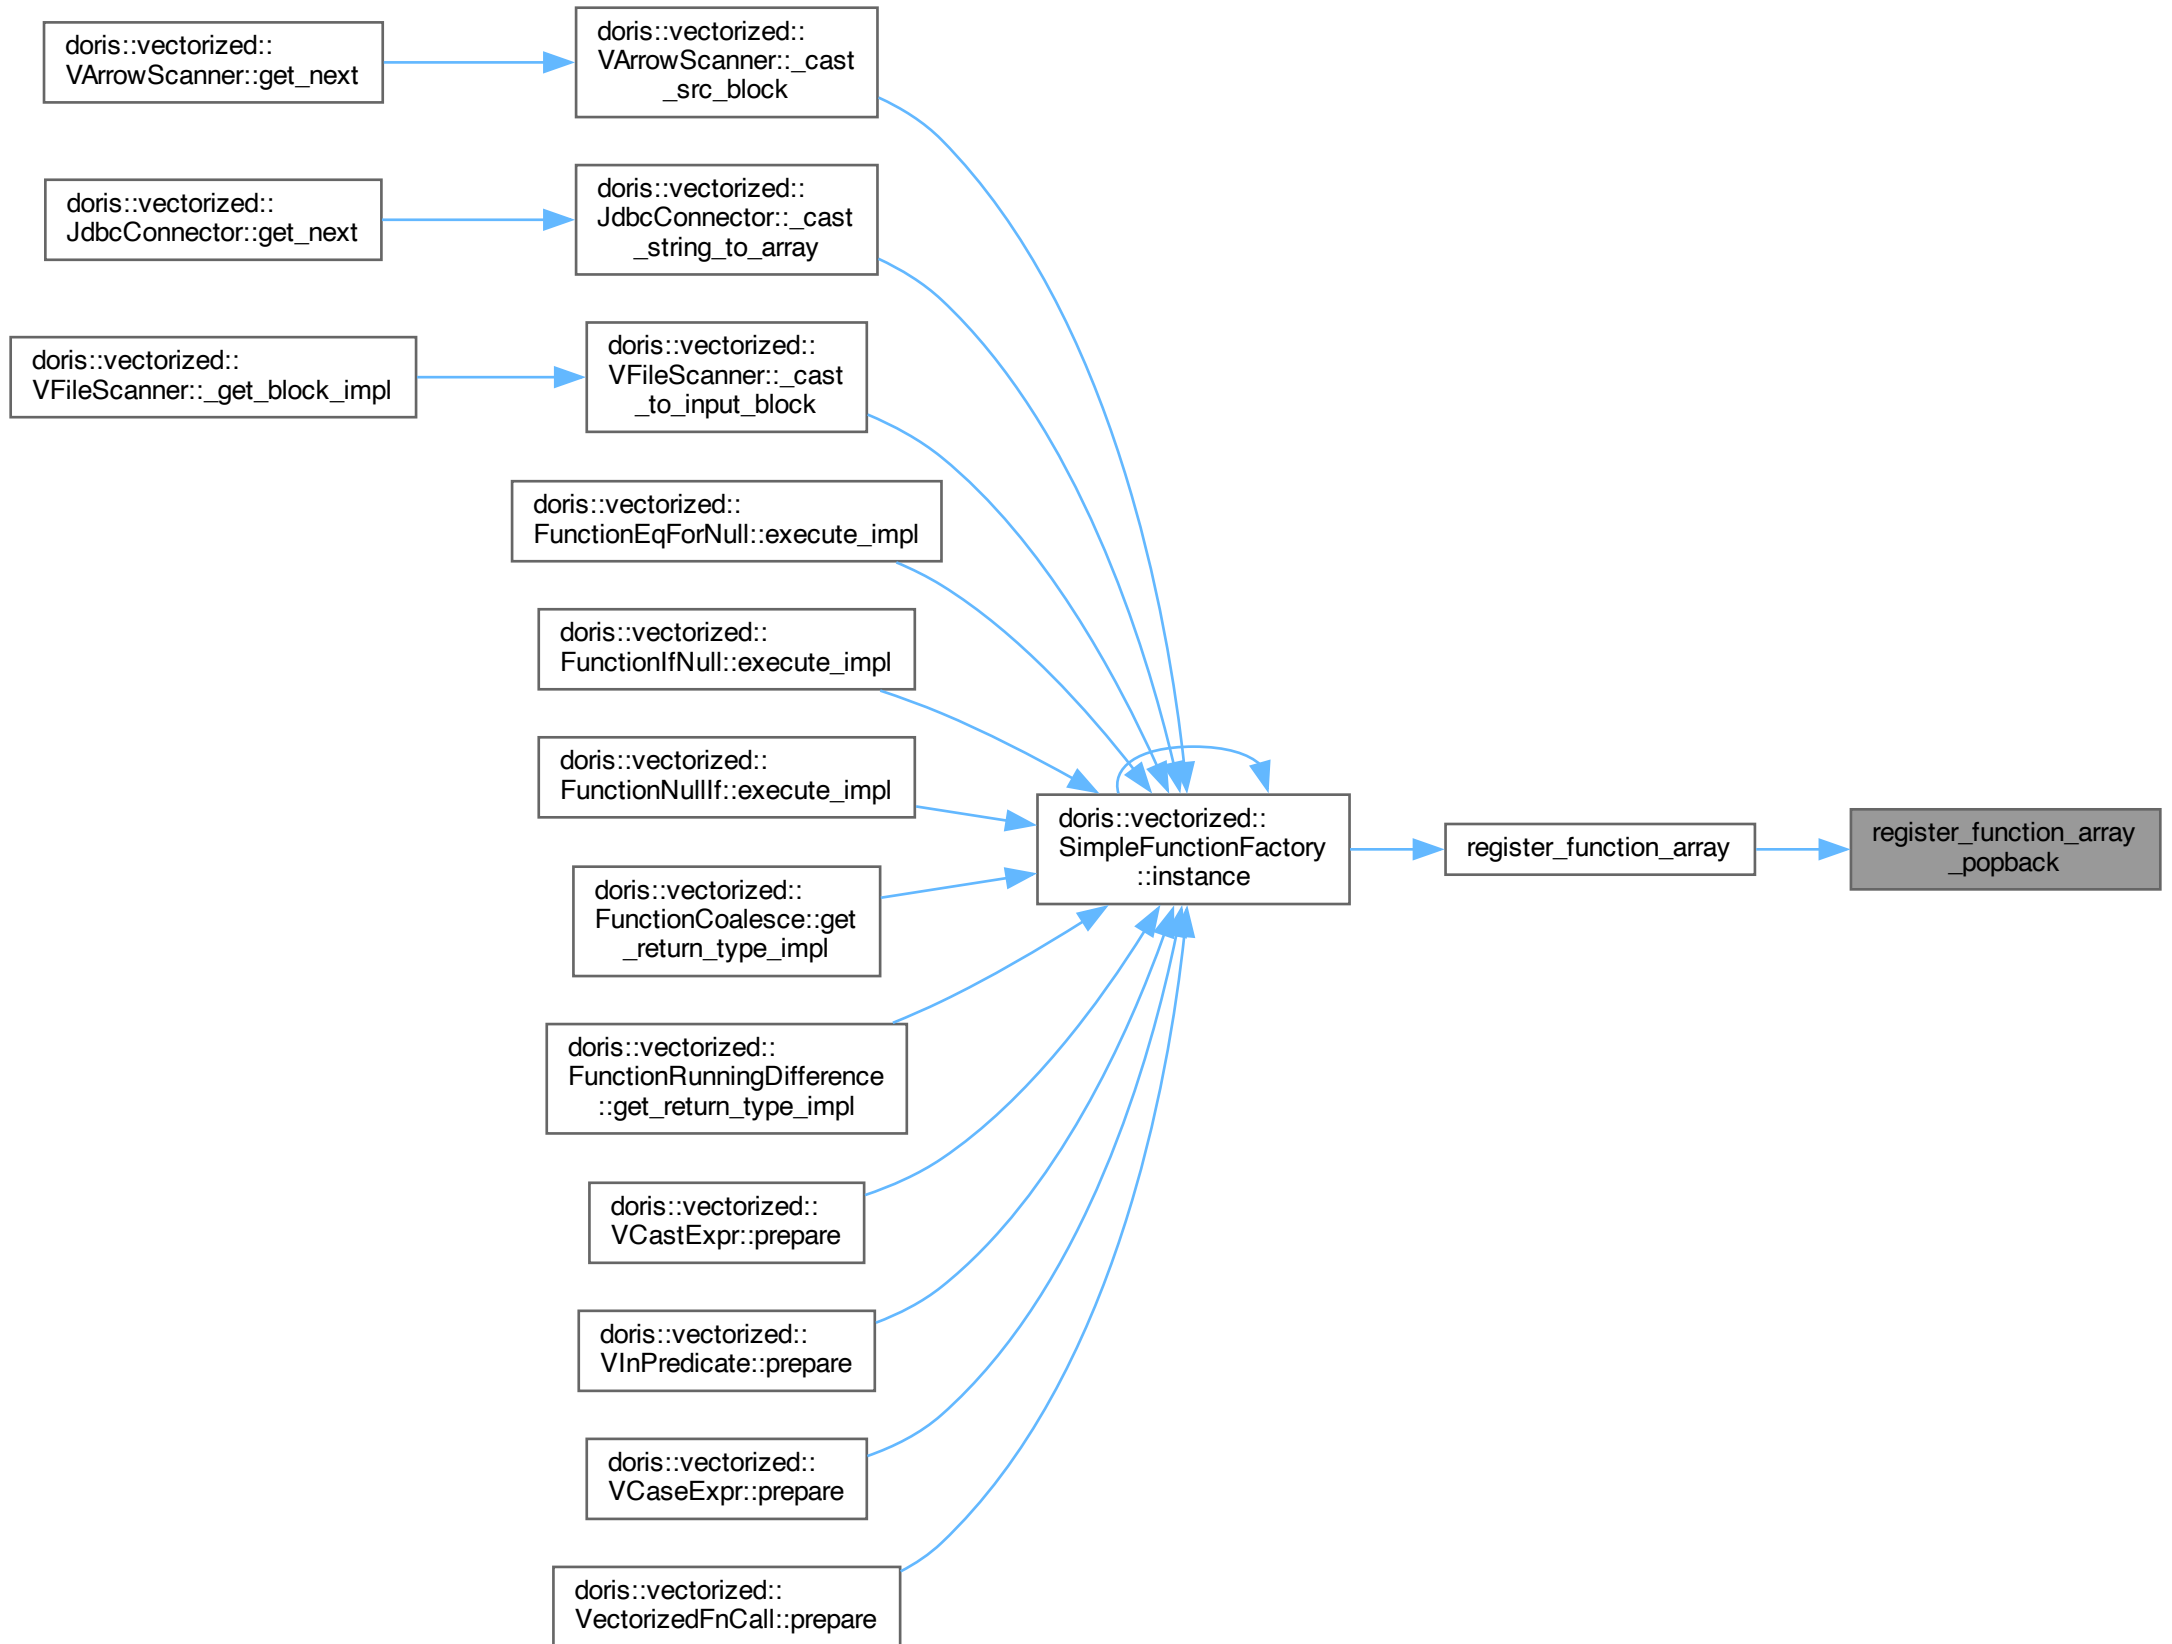 doris::vectorized::
VArrowScanner::get_next
doris::vectorized::
VArrowScanner::_cast
_src_block
doris::vectorized::
JdbcConnector::get_next
doris::vectorized::
JdbcConnector::_cast
_string_to_array
doris::vectorized::
VFileScanner::_get_block_impl
doris::vectorized::
VFileScanner::_cast
_to_input_block
doris::vectorized::
FunctionEqForNull::execute_impl
doris::vectorized::
FunctionIfNull::execute_impl
doris::vectorized::
FunctionNullIf::execute_impl
doris::vectorized::
FunctionCoalesce::get
_return_type_impl
doris::vectorized::
FunctionRunningDifference
::get_return_type_impl
doris::vectorized::
VCastExpr::prepare
doris::vectorized::
VInPredicate::prepare
doris::vectorized::
VCaseExpr::prepare
doris::vectorized::
VectorizedFnCall::prepare
doris::vectorized::
SimpleFunctionFactory
::instance
register_function_array
register_function_array
_popback